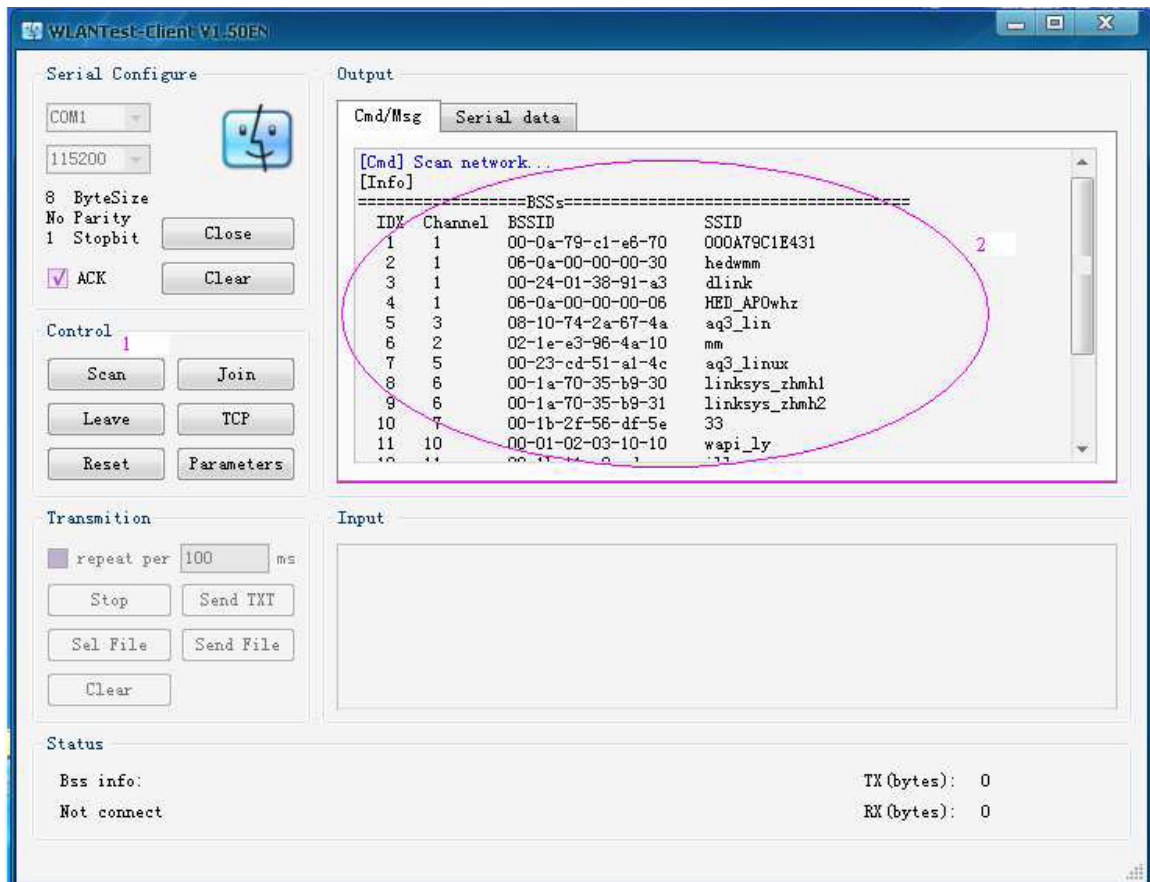 WLANTest-Client V1.50EN
Serial Configure
COM1
115200
8 ByteSize
No Parity
1 Stopbit
Close
ACK
Clear
Control
1
Scan
Join
Leave
TCP
Reset
Parameters
Transmition
repeat per 100 ms
Stop
Send TXT
Sel File
Send File
Clear
Output
Cmd/Msg
Serial data
[Cmd] Scan network...
[Info]
===================BSSs=====================================
IDX Channel BSSID SSID
1 1 00-0a-79-c1-e6-70 000A79C1E431
2 1 06-0a-00-00-00-30 hedwmm
3 1 00-24-01-38-91-a3 dlink
4 1 06-0a-00-00-00-06 HED_APOwhz
5 3 08-10-74-2a-67-4a aq3_lin
6 2 02-1e-e3-96-4a-10 mm
7 5 00-23-cd-51-a1-4c aq3_linux
8 6 00-1a-70-35-b9-30 linksys_zhmh1
9 6 00-1a-70-35-b9-31 linksys_zhmh2
10 7 00-1b-2f-56-df-5e 33
11 10 00-01-02-03-10-10 wapi_ly
2
Input
Status
Bss info:
Not connect
TX(bytes): 0
RX(bytes): 0